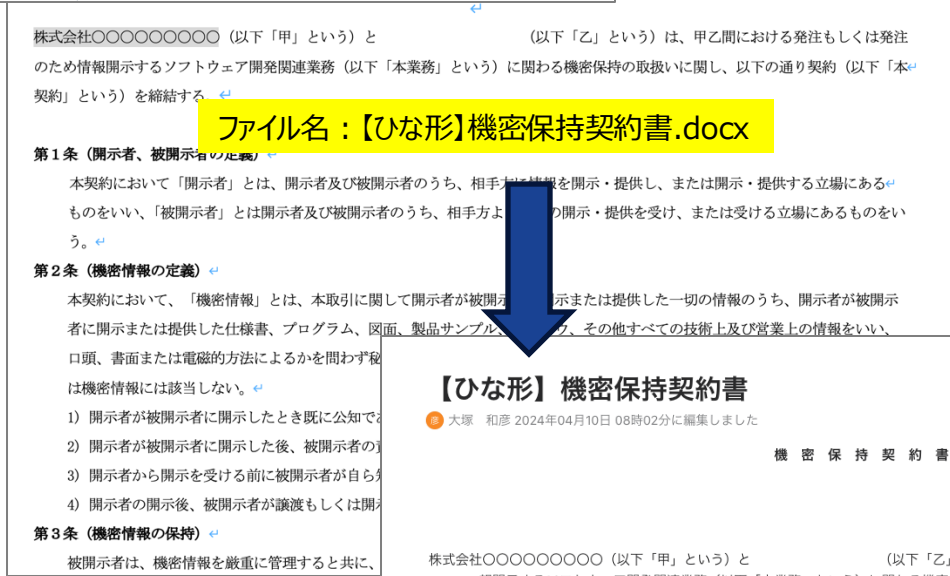 株式会社〇〇〇〇〇〇〇〇〇（以下「甲」という）と （以下「乙」という）は、甲乙間における発注もしくは発注
のため情報開示するソフトウェア開発関連業務（以下「本業務」という）に関わる機密保持の取扱いに関し、以下の通り契約（以下「本
契約」という）を締結する。
ファイル名：【ひな形】機密保持契約書.docx
第１条（開示者、被開示者の定義）
本契約において「開示者」とは、開示者及び被開示者のうち、相手方に情報を開示・提供し、または開示・提供する立場にある
ものをいい、「被開示者」とは開示者及び被開示者のうち、相手方よ の開示・提供を受け、または受ける立場にあるものをい
う。
第２条（機密情報の定義）
本契約において、「機密情報」とは、本取引に関して開示者が被開示 示または提供した一切の情報のうち、開示者が被開示
者に開示または提供した仕様書、プログラム、図面、製品サンプル、 ウ、その他すべての技術上及び営業上の情報をいい、
口頭、書面または電磁的方法によるかを問わず秘
は機密情報には該当しない。
1) 開示者が被開示者に開示したとき既に公知であ
2) 開示者が被開示者に開示した後、被開示者の責
3) 開示者から開示を受ける前に被開示者が自ら知
4) 開示者の開示後、被開示者が譲渡もしくは開示
第３条（機密情報の保持）
被開示者は、機密情報を厳重に管理すると共に、
【ひな形】機密保持契約書
彦 大塚 和彦 2024年04月10日 08時02分に編集しました
機 密 保 持 契 約 書
株式会社〇〇〇〇〇〇〇〇〇（以下「甲」という）と （以下「乙」